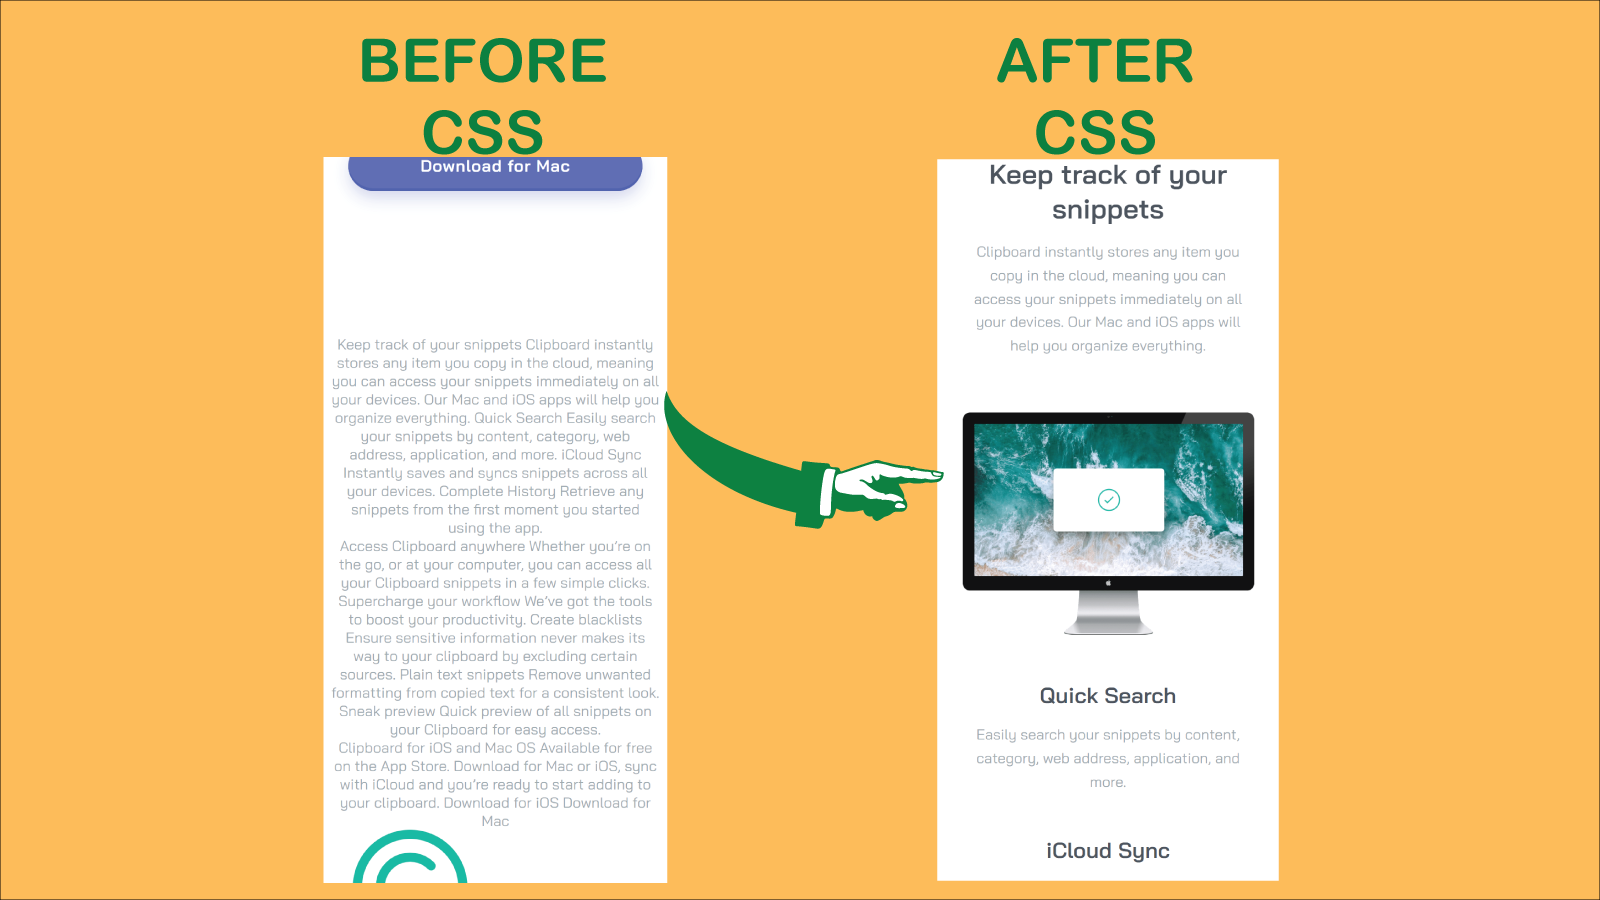 BEFORE
CSS
Download for Mac
Keep track of your snippets Clipboard instantly
stores any item you copy in the cloud, meaning
you can access your snippets immediately on all
your devices. Our Mac and iOS apps will help you
organize everything. Quick Search Easily search
your snippets by content, category, web
address, application, and more. iCloud Sync
Instantly saves and syncs snippets across all
your devices. Complete History Retrieve any
snippets from the first moment you started
using the app.
Access Clipboard anywhere Whether you're on
the go, or at your computer, you can access all
your Clipboard snippets in a few simple clicks.
Supercharge your workflow We've got the tools
to boost your productivity. Create blacklists
Ensure sensitive information never makes its
way to your clipboard by excluding certain
sources. Plain text snippets Remove unwanted
formatting from copied text for a consistent look.
Sneak preview Quick preview of all snippets on
your Clipboard for easy access.
Clipboard for iOS and Mac OS Available for free
on the App Store. Download for Mac or iOS, sync
with iCloud and you're ready to start adding to
your clipboard. Download for iOS Download for
Mac
AFTER
CSS
Keep track of your
snippets
Clipboard instantly stores any item you
copy in the cloud, meaning you can
access your snippets immediately on all
your devices. Our Mac and iOS apps will
help you organize everything.
Quick Search
Easily search your snippets by content,
category, web address, application, and
more.
iCloud Sync